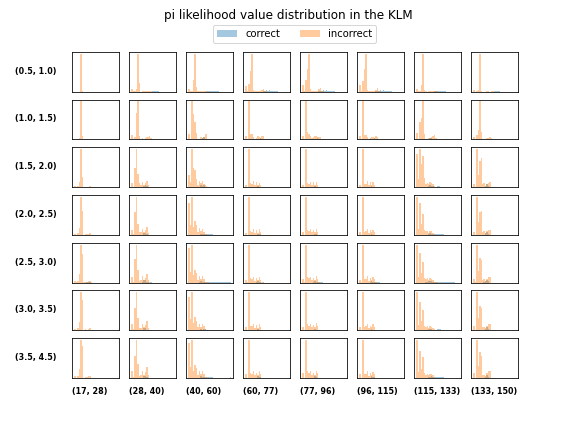 pi likelihood value distribution in the KLM
correct incorrect
(0.5, 1.0)
(1.0, 1.5)
(1.5, 2.0)
(2.0, 2.5)
(2.5, 3.0)
(3.0, 3.5)
(3.5, 4.5)
(17, 28) (28, 40) (40, 60) (60, 77) (77, 96) (96, 115) (115, 133) (133, 150)